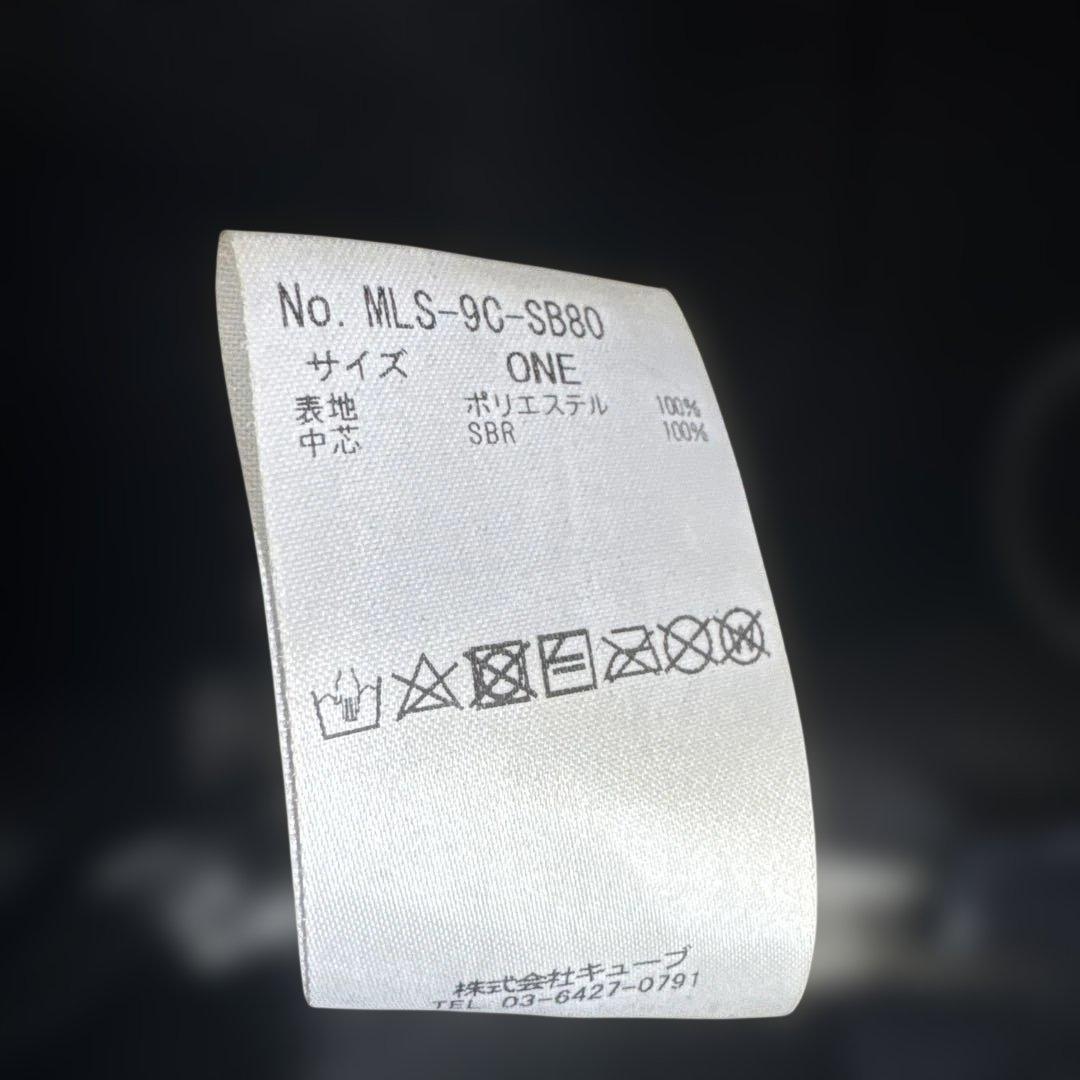 No. MLS-9C-SB80
サイズ ONE
表地 ポリエステル 100%
中芯 SBR 100%
株式会社キューブ
TEL 03-6427-0791